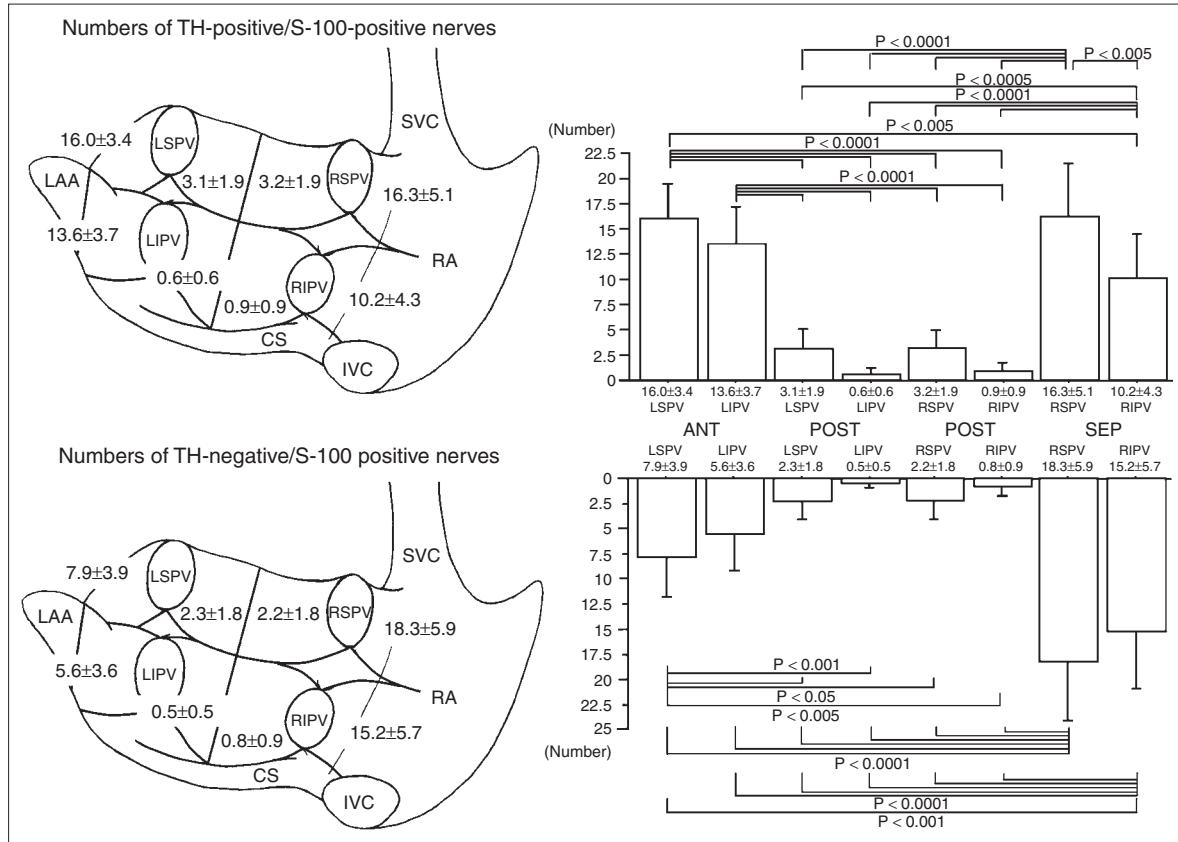 Numbers of TH-positive/S-100-positive nerves
SVC
16.0±3.4
LSPV
LAA
3.1±1.9
3.2±1.9
RSPV
16.3±5.1
13.6±3.7
LIPV
RA
0.6±0.6
RIPV
0.9±0.9
10.2±4.3
CS
IVC
P < 0.0001
P < 0.005
P < 0.0005
P < 0.0001
P < 0.005
(Number)
P < 0.0001
P < 0.0001
22.5
20
17.5
15
12.5
10
7.5
5
2.5
0
16.0±3.4 13.6±3.7 3.1±1.9 0.6±0.6 3.2±1.9 0.9±0.9 16.3±5.1 10.2±4.3
LSPV LIPV LSPV LIPV RSPV RIPV RSPV RIPV
ANT POST POST SEP
Numbers of TH-negative/S-100 positive nerves
SVC
7.9±3.9
LSPV
LAA
2.3±1.8
2.2±1.8
RSPV
18.3±5.9
5.6±3.6
LIPV
RA
0.5±0.5
RIPV
0.8±0.9
15.2±5.7
CS
IVC
LSPV LIPV LSPV LIPV RSPV RIPV RSPV RIPV
7.9±3.9 5.6±3.6 2.3±1.8 0.5±0.5 2.2±1.8 0.8±0.9 18.3±5.9 15.2±5.7
0
2.5
5
7.5
10
12.5
15
17.5
20
22.5
25
(Number)
P < 0.001
P < 0.05
P < 0.005
P < 0.0001
P < 0.0001
P < 0.001